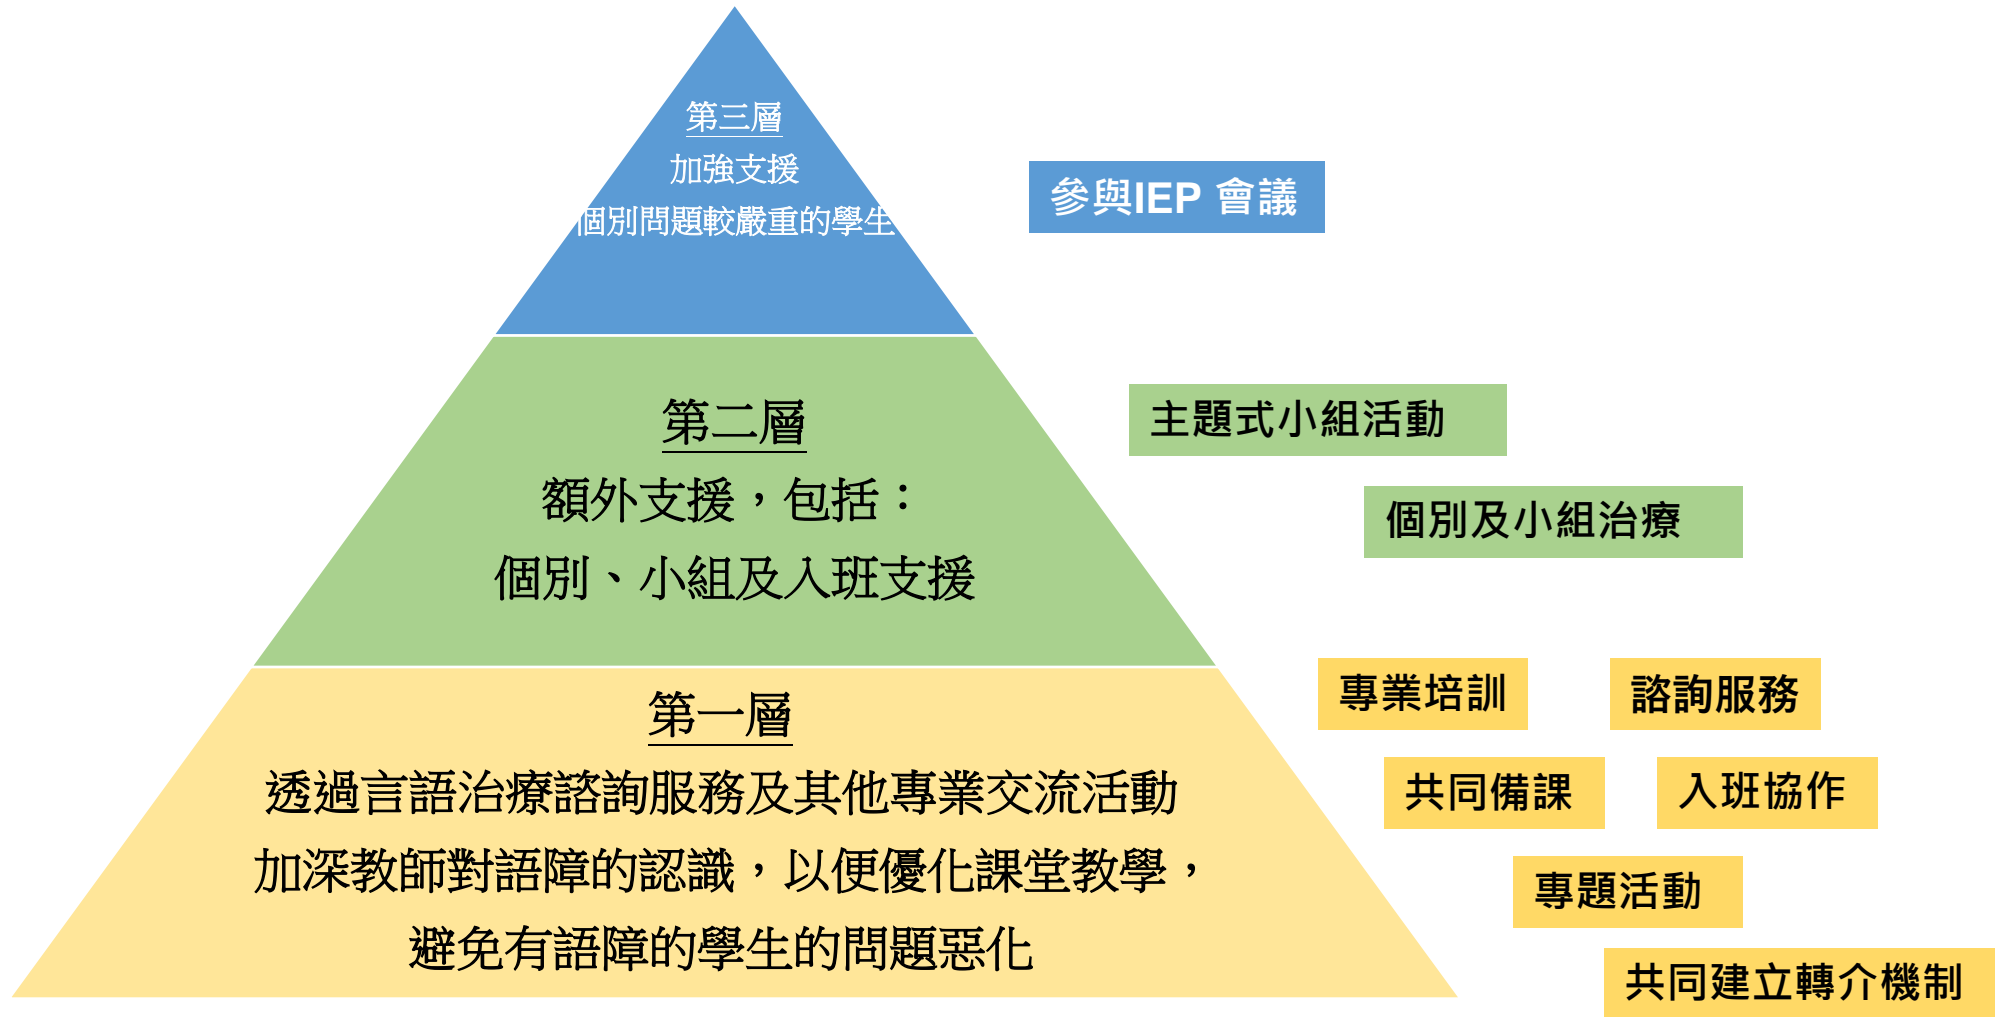 第三層
加強支援
個別問題較嚴重的學生
參與IEP 會議
第二層
額外支援，包括：
個別、小組及入班支援
主題式小組活動
個別及小組治療
第一層
透過言語治療諮詢服務及其他專業交流活動
加深教師對語障的認識，以便優化課堂教學，
避免有語障的學生的問題惡化
專業培訓
諮詢服務
共同備課
入班協作
專題活動
共同建立轉介機制